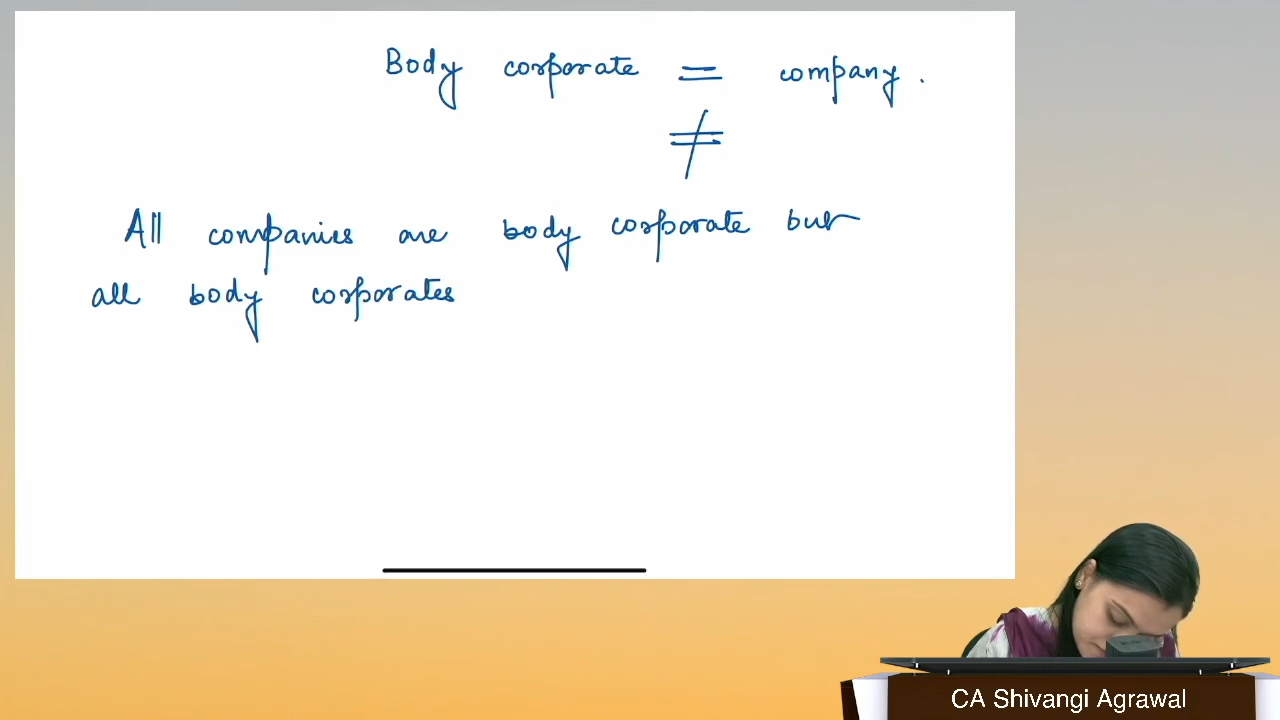 Body corporate = company.
≠
All companies are body corporate but
all body corporates
CA Shivangi Agrawal